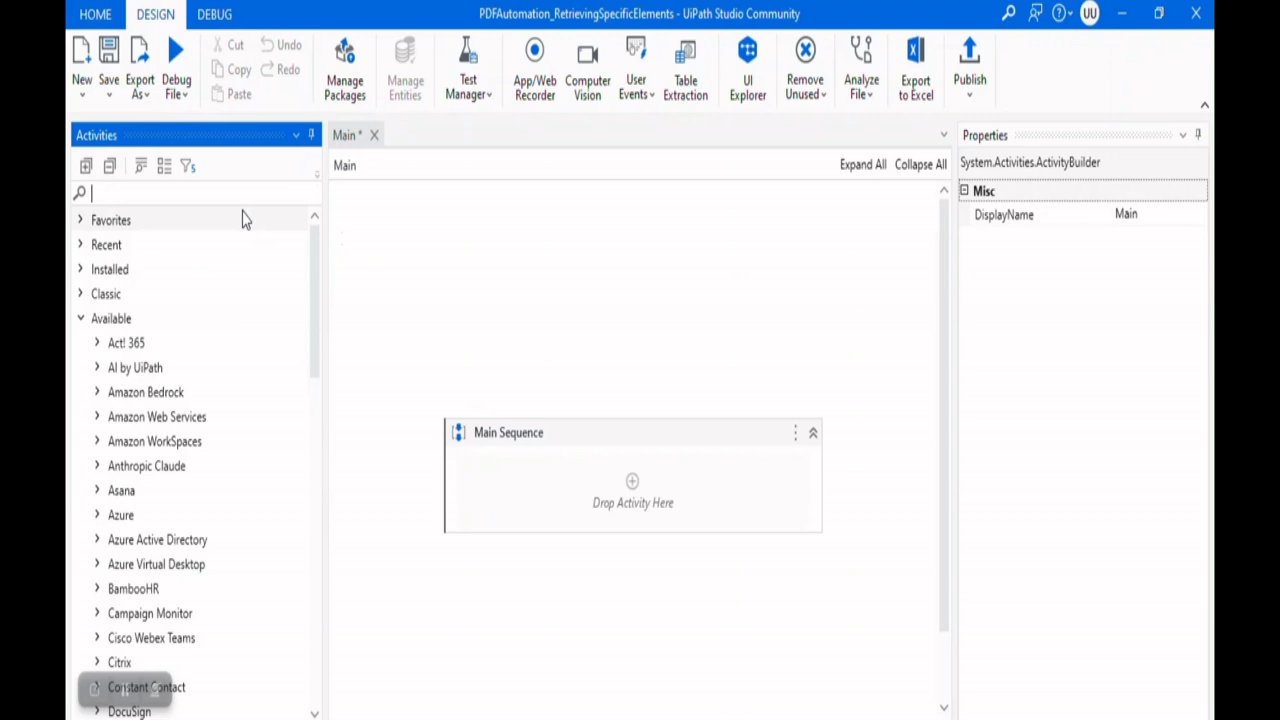 HOME DESIGN DEBUG PDFAutomation_RetrievingSpecificElements - UiPath Studio Community UU
Cut Undo
Copy Redo
Paste
New Save Export As Debug File Manage Packages Manage Entities Test Manager App/Web Recorder Computer Vision User Events Table Extraction UI Explorer Remove Unused Analyze File Export to Excel Publish
Activities
Favorites
Recent
Installed
Classic
Available
Act! 365
AI by UiPath
Amazon Bedrock
Amazon Web Services
Amazon WorkSpaces
Anthropic Claude
Asana
Azure
Azure Active Directory
Azure Virtual Desktop
BambooHR
Campaign Monitor
Cisco Webex Teams
Citrix
Constant Contact
DocuSign
Main *
Main Expand All Collapse All
Main Sequence
Drop Activity Here
Properties
System.Activities.ActivityBuilder
Misc
DisplayName Main